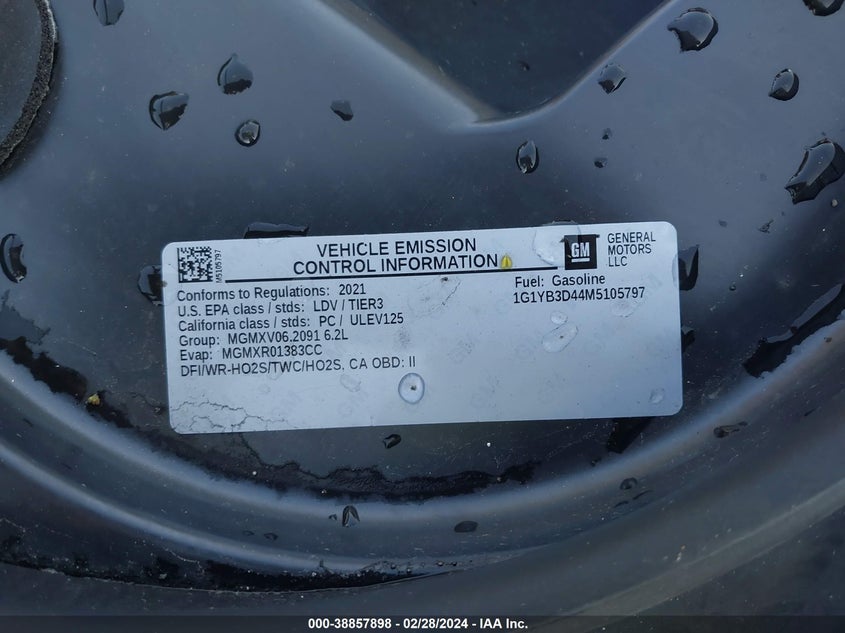 M5105797
VEHICLE EMISSION
CONTROL INFORMATION
GM
GENERAL
MOTORS
LLC
Conforms to Regulations: 2021
Fuel: Gasoline
U.S. EPA class / stds: LDV / TIER3
1G1YB3D44M5105797
California class / stds: PC / ULEV125
Group: MGMXV06.2091 6.2L
Evap: MGMXR01383CC
DFI/WR-HO2S/TWC/HO2S. CA OBD: II
000-38857898 - 02/28/2024 - IAA Inc.